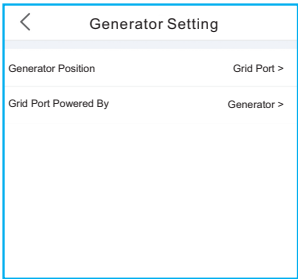 Generator Setting
Generator Position Grid Port >
Grid Port Powered By Generator >